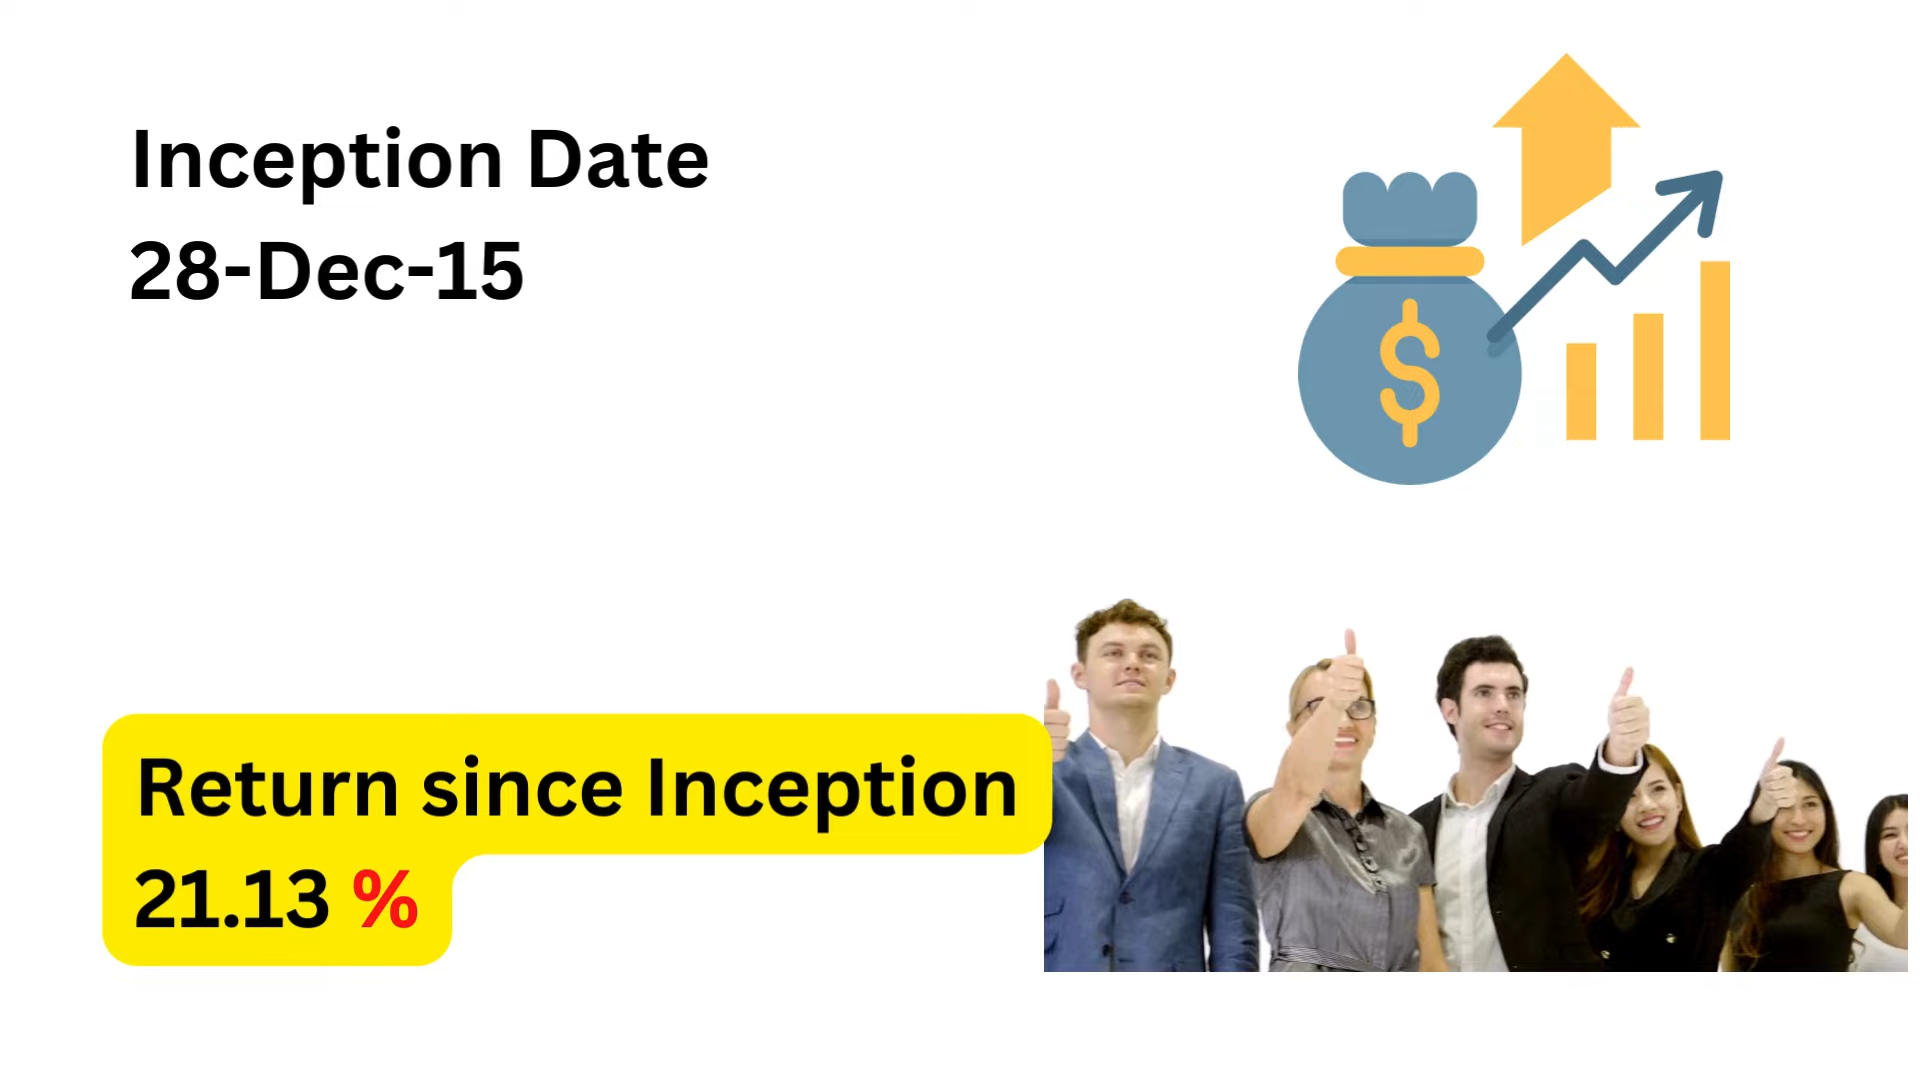 Inception Date
28-Dec-15
$
Return since Inception
21.13 %